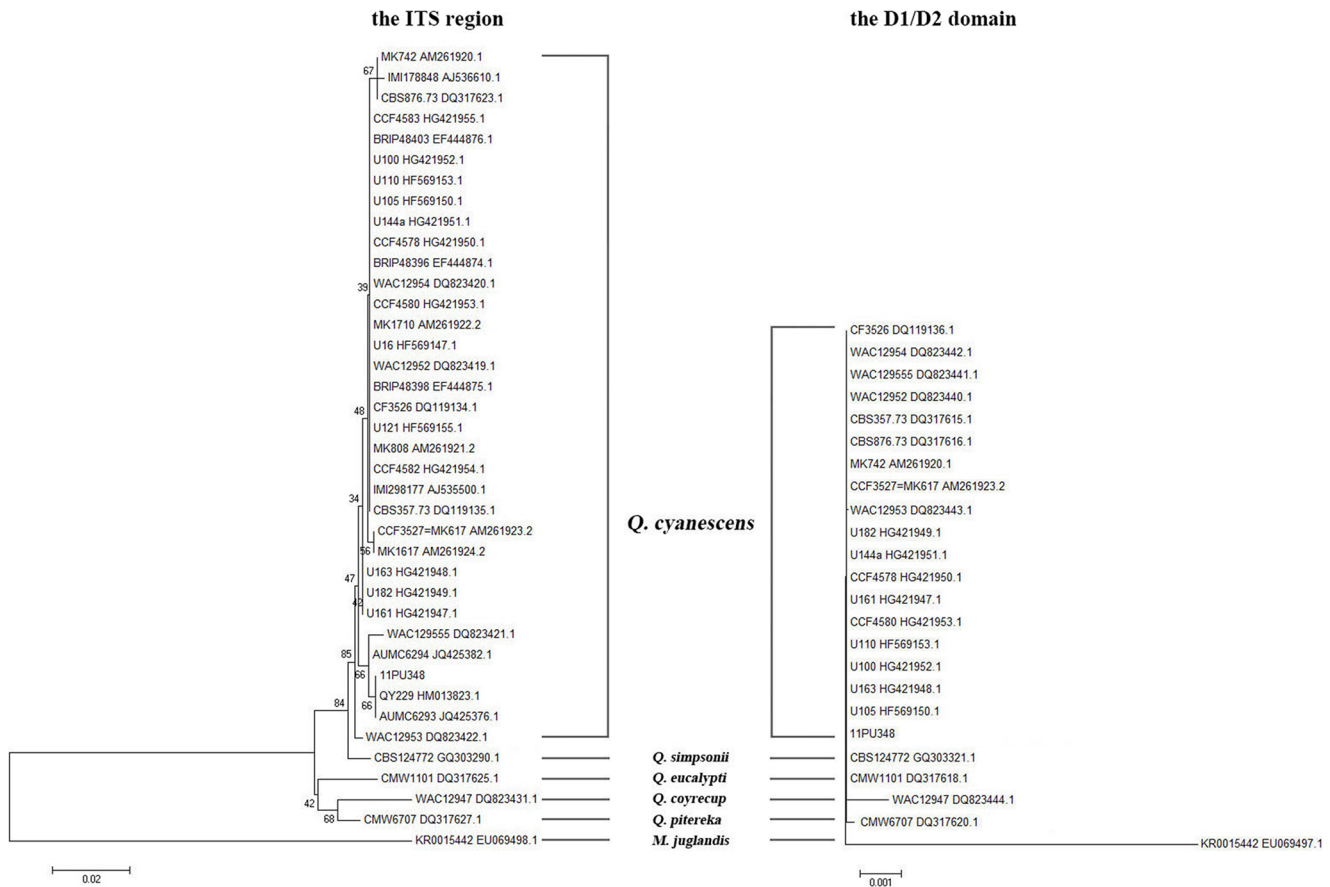 the ITS region
MK742 AM261920.1
67
IMI178848 AJ536610.1
CBS876.73 DQ317623.1
CCF4583 HG421955.1
BRIP48403 EF444876.1
U100 HG421952.1
U110 HF569153.1
U105 HF569150.1
U144a HG421951.1
CCF4578 HG421950.1
BRIP48396 EF444874.1
39
WAC12954 DQ823420.1
CCF4580 HG421953.1
MK1710 AM261922.2
U16 HF569147.1
WAC12952 DQ823419.1
BRIP48398 EF444875.1
48
CF3526 DQ119134.1
U121 HF569155.1
MK808 AM261921.2
CCF4582 HG421954.1
IMI298177 AJ535500.1
34
CBS357.73 DQ119135.1
CCF3527=MK617 AM261923.2
56
MK1617 AM261924.2
U163 HG421948.1
47
U182 HG421949.1
42
U161 HG421947.1
WAC129555 DQ823421.1
85
AUMC6294 JQ425382.1
66
11PU348
QY229 HM013823.1
84
66
AUMC6293 JQ425376.1
WAC12953 DQ823422.1
CBS124772 GQ303290.1
CMW1101 DQ317625.1
42
WAC12947 DQ823431.1
68
CMW6707 DQ317627.1
KR0015442 EU069498.1
0.02
Q. cyanescens
Q. simpsonii
Q. eucalypti
Q. coyrecup
Q. pitereka
M. juglandis
the D1/D2 domain
CF3526 DQ119136.1
WAC12954 DQ823442.1
WAC129555 DQ823441.1
WAC12952 DQ823440.1
CBS357.73 DQ317615.1
CBS876.73 DQ317616.1
MK742 AM261920.1
CCF3527=MK617 AM261923.2
WAC12953 DQ823443.1
U182 HG421949.1
U144a HG421951.1
CCF4578 HG421950.1
U161 HG421947.1
CCF4580 HG421953.1
U110 HF569153.1
U100 HG421952.1
U163 HG421948.1
U105 HF569150.1
11PU348
CBS124772 GQ303321.1
CMW1101 DQ317618.1
WAC12947 DQ823444.1
CMW6707 DQ317620.1
KR0015442 EU069497.1
0.001